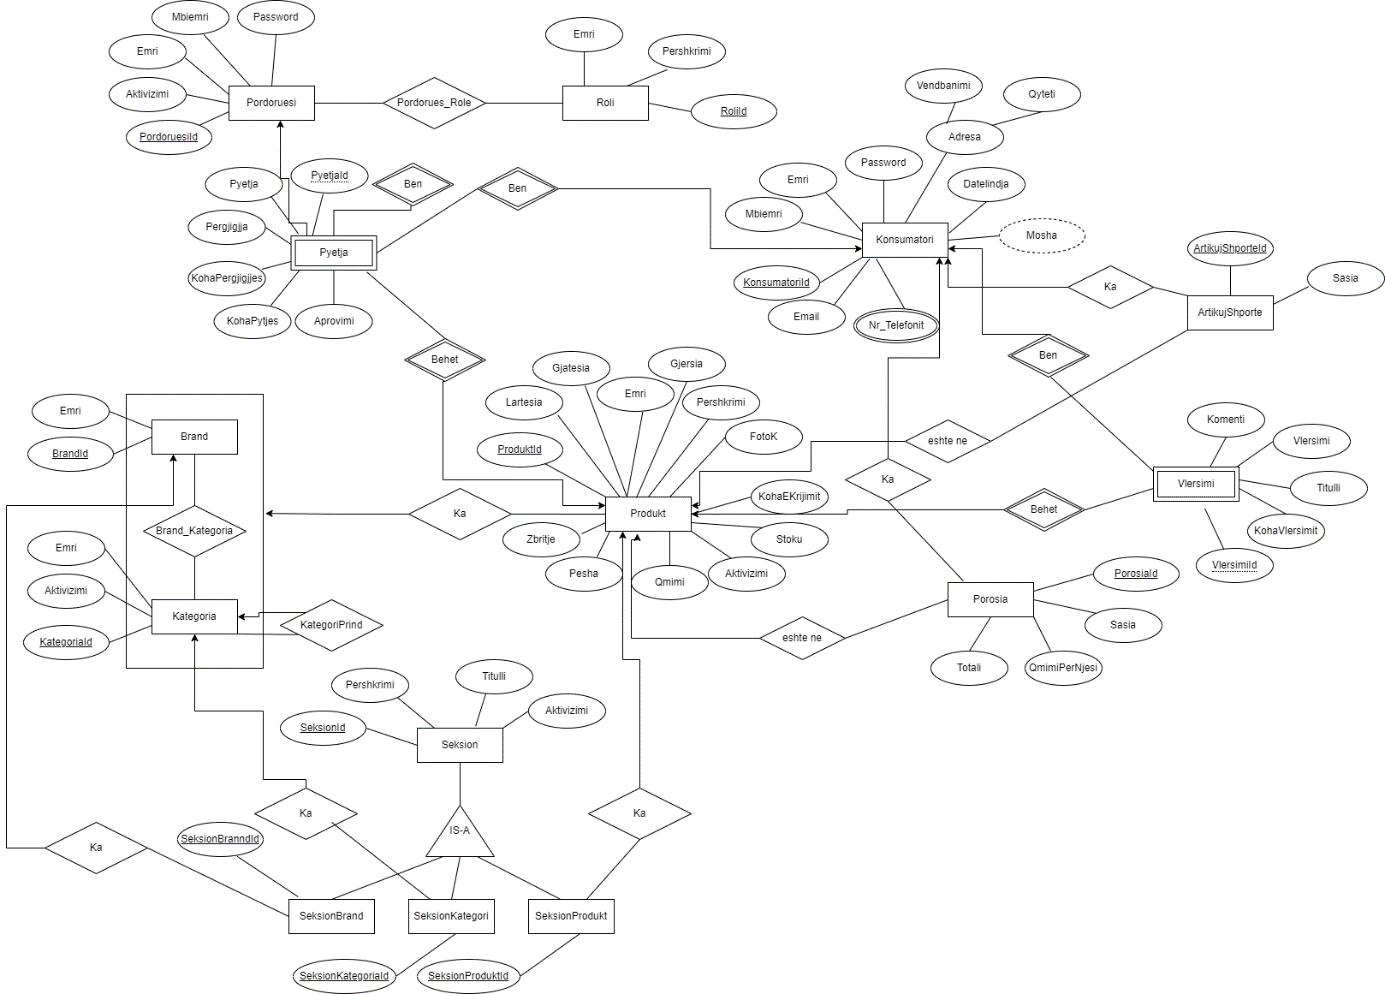 Mbiemri
Password
Emri
Aktivizimi
PordoruesiId
Pordoruesi
Pordorues_Role
Emri
Pershkrimi
Roli
RoliId
Vendbanimi
Qyteti
Adresa
Password
Emri
Datelindja
Mbiemri
Konsumatori
Mosha
KonsumatoriId
Email
Nr_Telefonit
Pyetja
PyetjaId
Ben
Ben
Pergjigjja
Pyetja
KohaPergjigjjes
KohaPytjes
Aprovimi
ArtikujShporteId
Sasia
Ka
ArtikujShporte
Behet
Ben
Gjatesia
Gjersia
Lartesia
Emri
Pershkrimi
ProduktId
FotoK
eshte ne
Komenti
Vlersimi
Emri
Brand
BrandId
Ka
Vlersimi
Titulli
KohaEKrijimit
Ka
Produkt
Behet
KohaVlersimit
Brand_Kategoria
Zbritje
Stoku
VlersimiId
Emri
Pesha
Qmimi
Aktivizimi
PorosiaId
Aktivizimi
Kategoria
KategoriPrind
Porosia
Sasia
KategoriaId
eshte ne
Totali
QmimiPerNjesi
Pershkrimi
Titulli
SeksionId
Aktivizimi
Seksion
Ka
Ka
IS-A
SeksionBranndId
Ka
SeksionBrand
SeksionKategori
SeksionProdukt
SeksionKategoriaId
SeksionProduktId